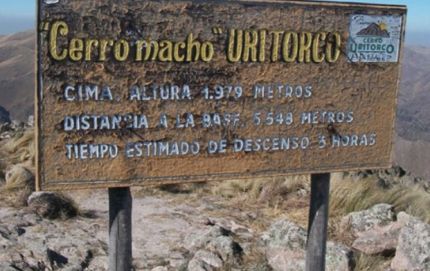 "Cerro macho" URITORCO
CIMA. ALTURA 1.979 METROS
DISTANCIA A LA BASE 5.548 METROS
TIEMPO ESTIMADO DE DESCENSO 3 HORAS
CERRO
URITORCO